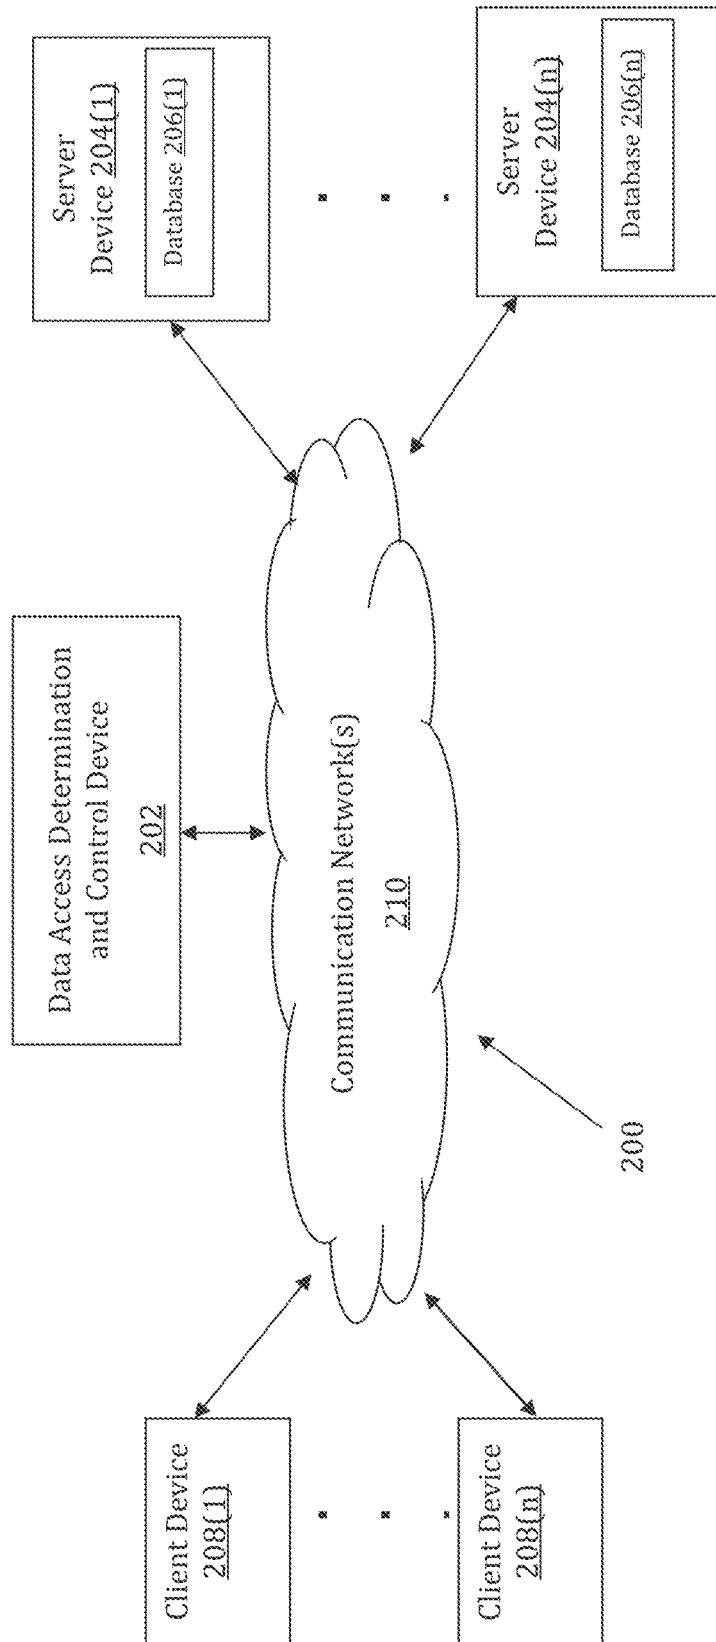 Data Access Determination
and Control Device
202
Client Device
208(1)
Client Device
208(n)
Communication Network(s)
210
200
Server
Device 204(1)
Database 206(1)
Server
Device 204(n)
Database 206(n)